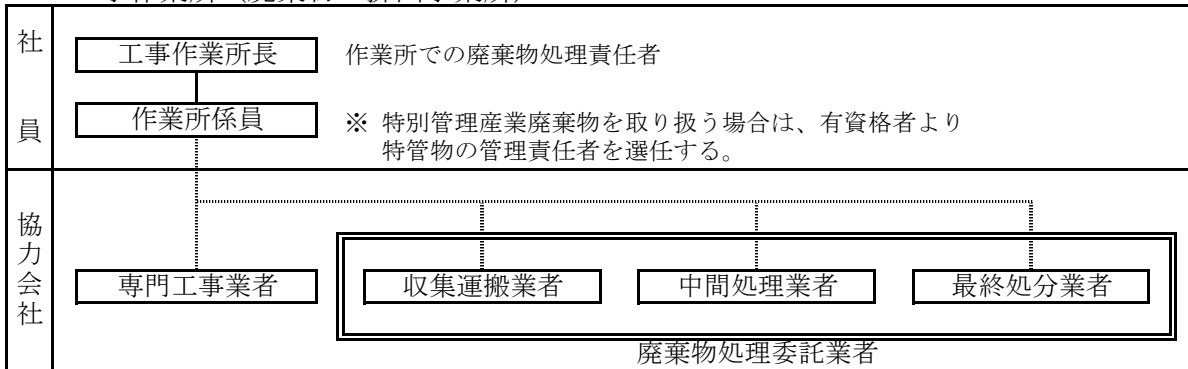 社員
工事作業所長
作業所での廃棄物処理責任者
作業所係員
※ 特別管理産業廃棄物を取り扱う場合は、有資格者より
特管物の管理責任者を選任する。
協力会社
専門工事業者
収集運搬業者
中間処理業者
最終処分業者
廃棄物処理委託業者